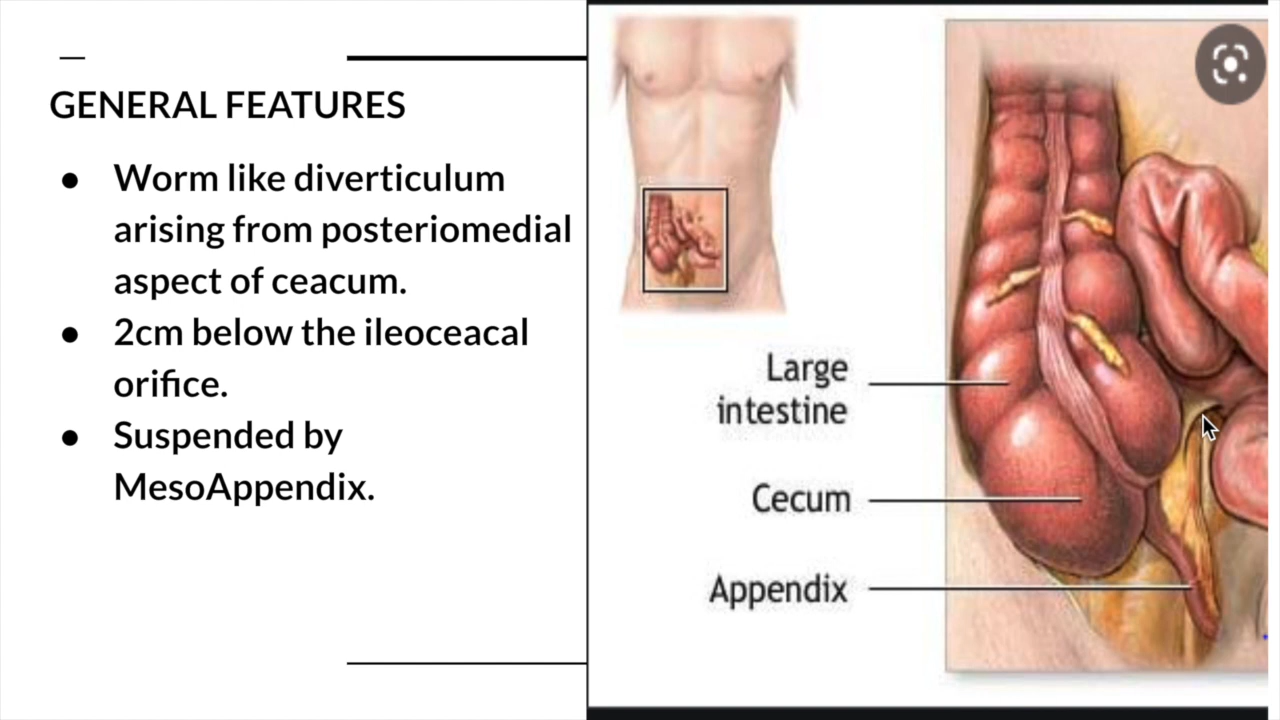 GENERAL FEATURES
● Worm like diverticulum
arising from posteriomedial
aspect of ceacum.
● 2cm below the ileoceacal
orifice.
● Suspended by
MesoAppendix.
Large
intestine
Cecum
Appendix